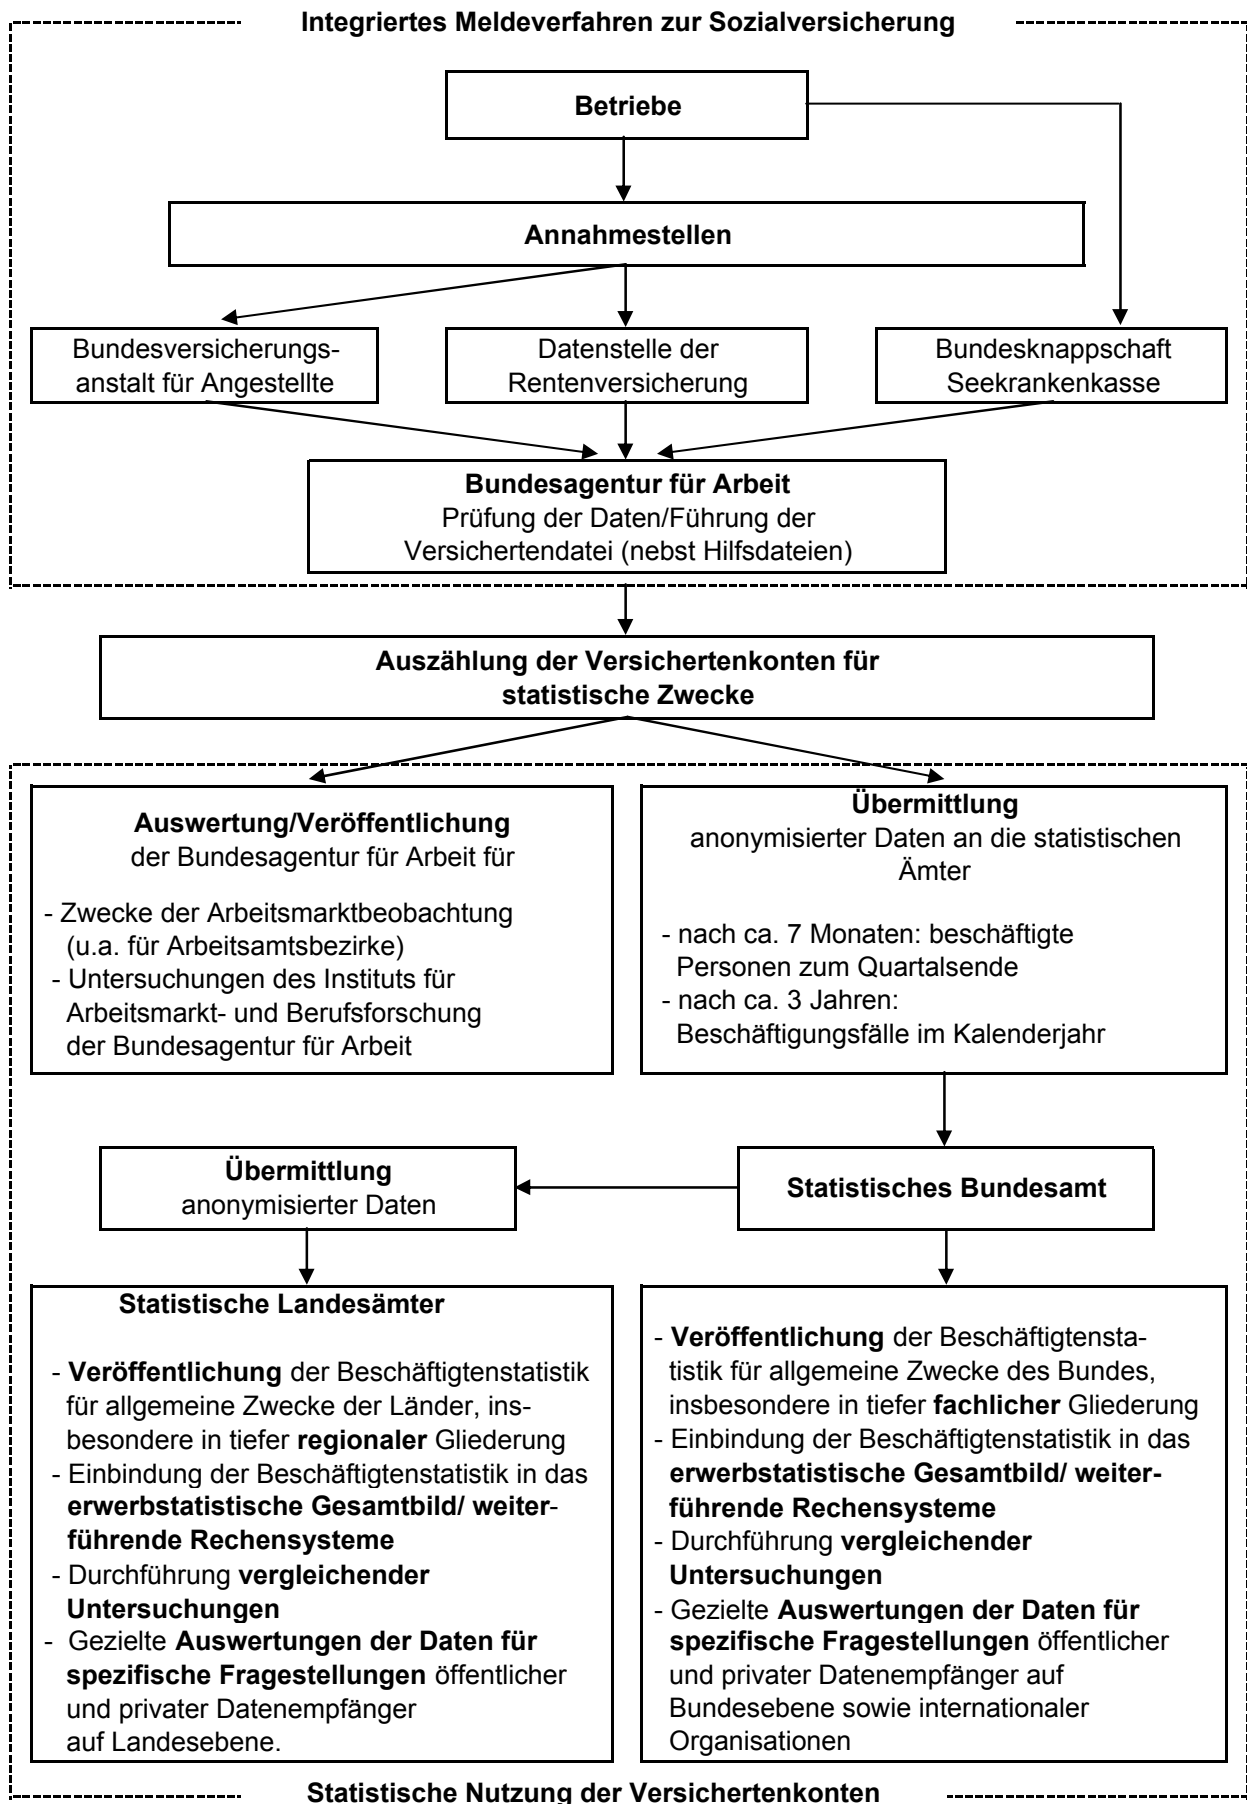 Integriertes Meldeverfahren zur Sozialversicherung
Betriebe
Annahmestellen
Bundesversicherungs-
anstalt für Angestellte
Datenstelle der
Rentenversicherung
Bundesknappschaft
Seekrankenkasse
Bundesagentur für Arbeit
Prüfung der Daten/Führung der
Versichertendatei (nebst Hilfsdateien)
Auszählung der Versichertenkonten für
statistische Zwecke
Auswertung/Veröffentlichung
der Bundesagentur für Arbeit für
- Zwecke der Arbeitsmarktbeobachtung
(u.a. für Arbeitsamtsbezirke)
- Untersuchungen des Instituts für
Arbeitsmarkt- und Berufsforschung
der Bundesagentur für Arbeit
Übermittlung
anonymisierter Daten an die statistischen
Ämter
- nach ca. 7 Monaten: beschäftigte
Personen zum Quartalsende
- nach ca. 3 Jahren:
Beschäftigungsfälle im Kalenderjahr
Übermittlung
anonymisierter Daten
Statistisches Bundesamt
Statistische Landesämter
- Veröffentlichung der Beschäftigtenstatistik
für allgemeine Zwecke der Länder, ins-
besondere in tiefer regionaler Gliederung
- Einbindung der Beschäftigtenstatistik in das
erwerbstatistische Gesamtbild/ weiter-
führende Rechensysteme
- Durchführung vergleichender
Untersuchungen
- Gezielte Auswertungen der Daten für
spezifische Fragestellungen öffentlicher
und privater Datenempfänger
auf Landesebene.
- Veröffentlichung der Beschäftigtensta-
tistik für allgemeine Zwecke des Bundes,
insbesondere in tiefer fachlicher Gliederung
- Einbindung der Beschäftigtenstatistik in das
erwerbstatistische Gesamtbild/ weiter-
führende Rechensysteme
- Durchführung vergleichender
Untersuchungen
- Gezielte Auswertungen der Daten für
spezifische Fragestellungen öffentlicher
und privater Datenempfänger auf
Bundesebene sowie internationaler
Organisationen
Statistische Nutzung der Versichertenkonten